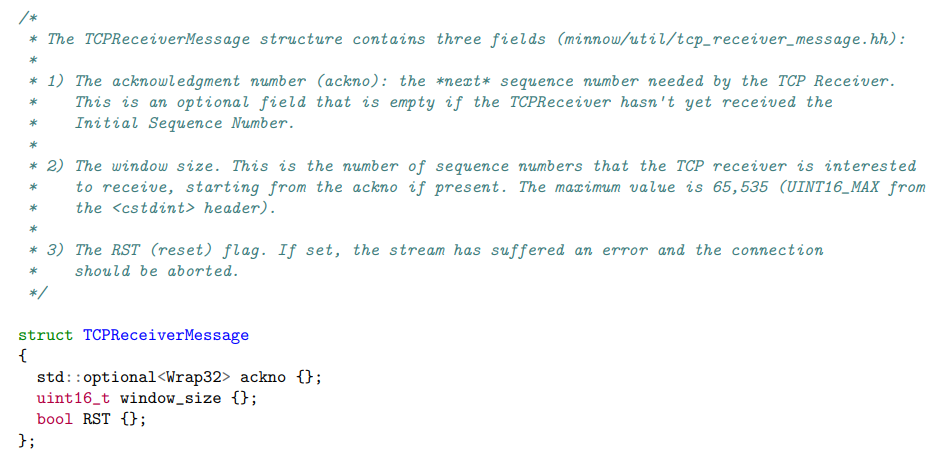 /*
 * The TCPReceiverMessage structure contains three fields (minnow/util/tcp_receiver_message.hh):
 *
 * 1) The acknowledgment number (ackno): the *next* sequence number needed by the TCP Receiver.
 *    This is an optional field that is empty if the TCPReceiver hasn't yet received the
 *    Initial Sequence Number.
 *
 * 2) The window size. This is the number of sequence numbers that the TCP receiver is interested
 *    to receive, starting from the ackno if present. The maximum value is 65,535 (UINT16_MAX from
 *    the <cstdint> header).
 *
 * 3) The RST (reset) flag. If set, the stream has suffered an error and the connection
 *    should be aborted.
 */

struct TCPReceiverMessage
{
  std::optional<Wrap32> ackno {};
  uint16_t window_size {};
  bool RST {};
};